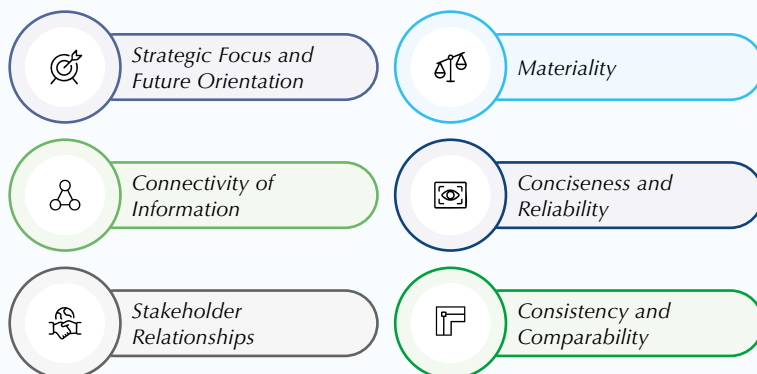 Strategic Focus and
Future Orientation
Materiality
Connectivity of
Information
Conciseness and
Reliability
Stakeholder
Relationships
Consistency and
Comparability